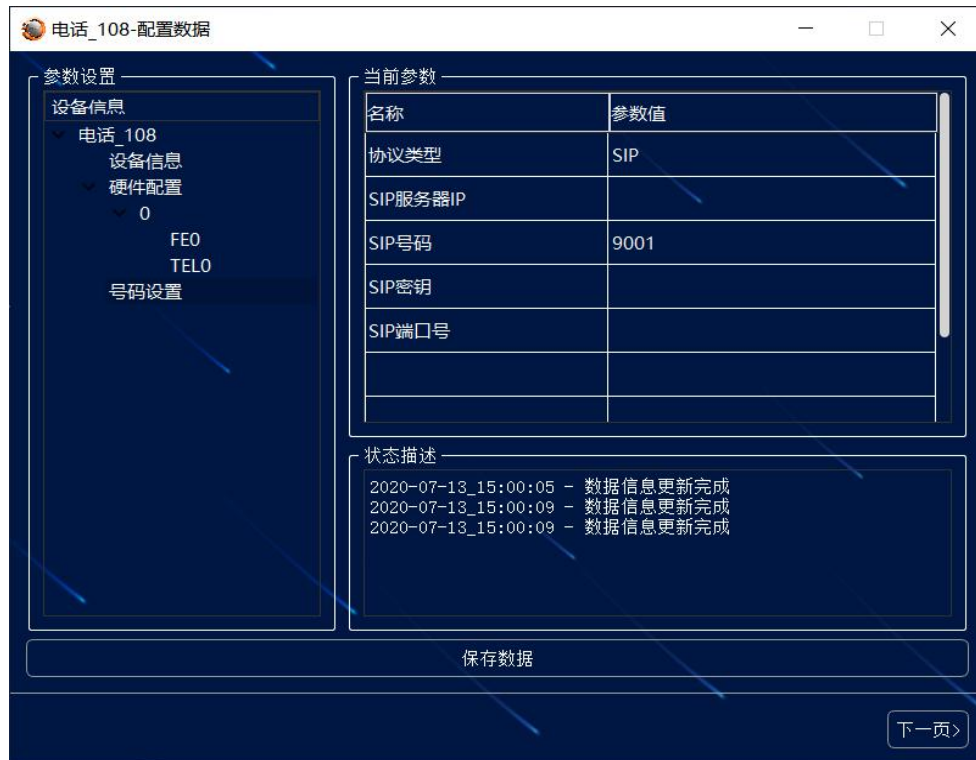 电话_108-配置数据
参数设置
设备信息
电话_108
设备信息
硬件配置
0
FE0
TEL0
号码设置
当前参数
名称 参数值
协议类型 SIP
SIP服务器IP
SIP号码 9001
SIP密钥
SIP端口号
状态描述
2020-07-13_15:00:05 - 数据信息更新完成
2020-07-13_15:00:09 - 数据信息更新完成
2020-07-13_15:00:09 - 数据信息更新完成
保存数据
下一页>